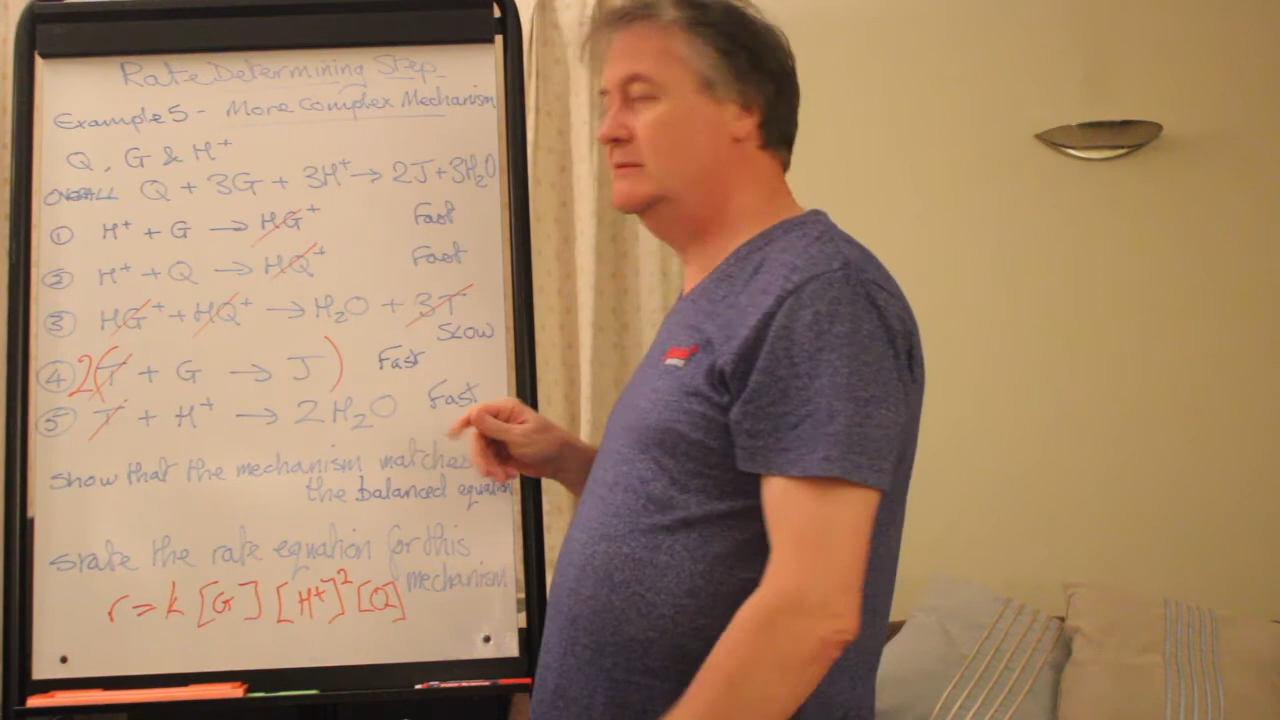 Rate Determining Step
Example 5 - More Complex Mechanism
Q, G & H⁺
OVERALL Q + 3G + 3H⁺ → 2J + 3H₂O
① H⁺ + G → HG⁺ Fast
② H⁺ + Q → HQ⁺ Fast
③ HG⁺ + HQ⁺ → H₂O + 3T
Slow
④ 2(T + G → J) Fast
⑤ T + H⁺ → 2H₂O Fast
Show that the mechanism matches
the balanced equation
State the rate equation for this
mechanism
r = k [G] [H⁺]² [Q]